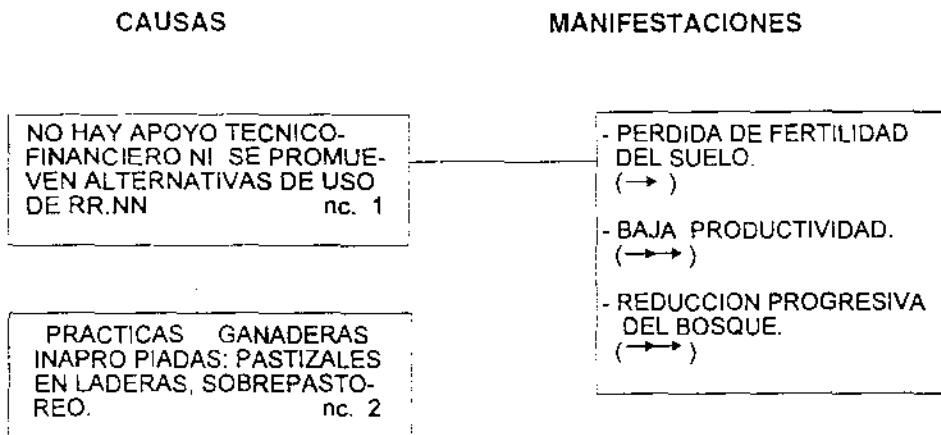 CAUSAS
MANIFESTACIONES
NO HAY APOYO TECNICO-
FINANCIERO NI SE PROMUE-
VEN ALTERNATIVAS DE USO
DE RR.NN nc. 1
PRACTICAS GANADERAS
INAPRO PIADAS: PASTIZALES
EN LADERAS, SOBREPASTO-
REO. nc. 2
- PERDIDA DE FERTILIDAD
DEL SUELO.
(→ )
- BAJA PRODUCTIVIDAD.
(→→ )
- REDUCCION PROGRESIVA
DEL BOSQUE.
(→→ )